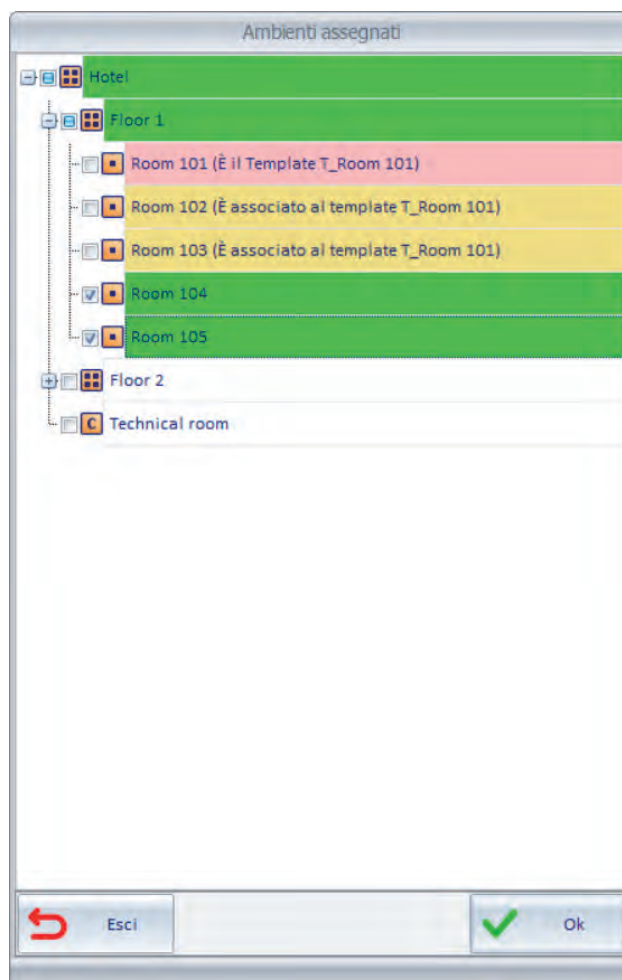 Ambienti assegnati
Hotel
Floor 1
Room 101 (È il Template T_Room 101)
Room 102 (È associato al template T_Room 101)
Room 103 (È associato al template T_Room 101)
Room 104
Room 105
Floor 2
C Technical room
Esci Ok